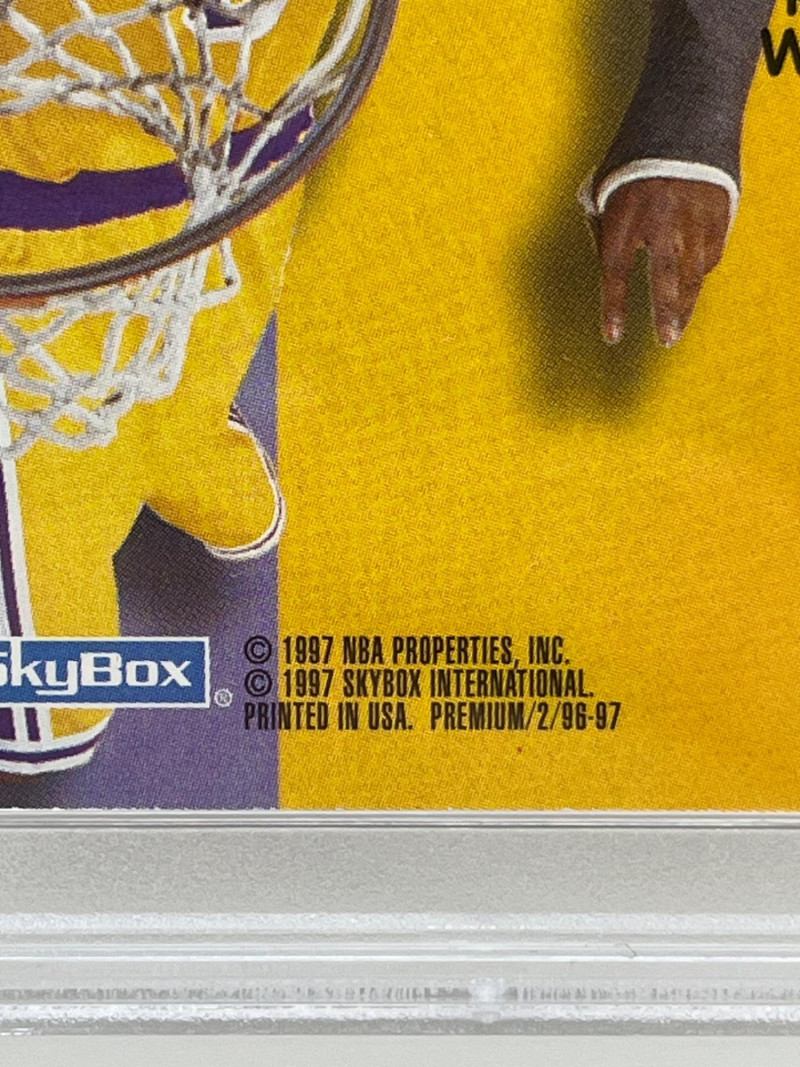 SkyBox ®
© 1997 NBA PROPERTIES, INC.
© 1997 SKYBOX INTERNATIONAL.
PRINTED IN USA. PREMIUM/2/96-97